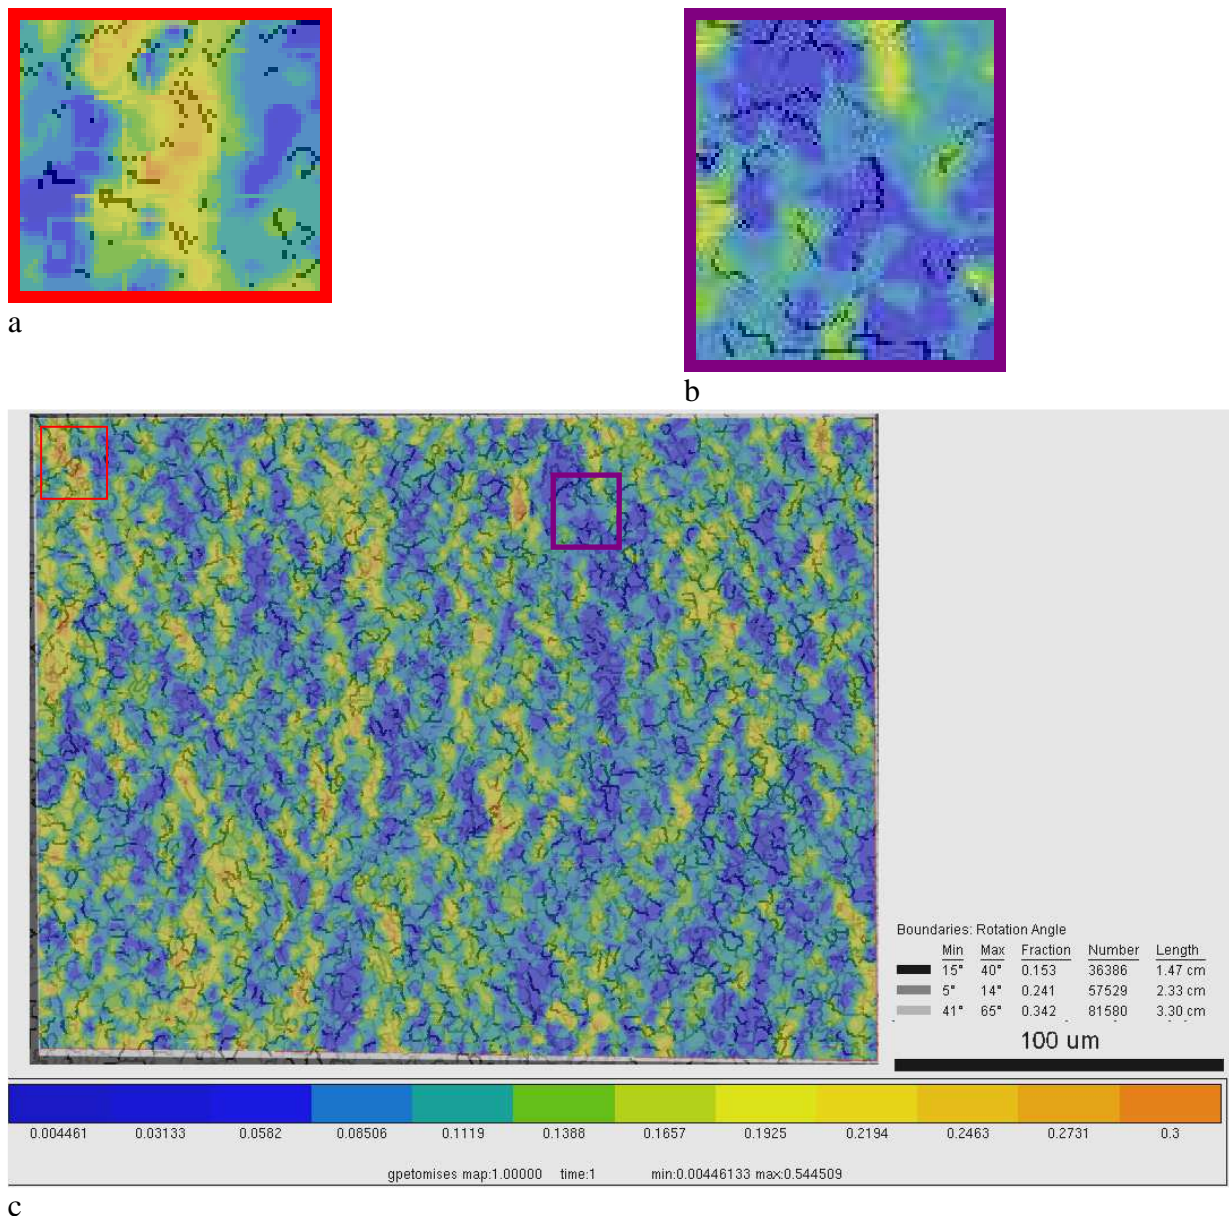 a
b
Boundaries: Rotation Angle
Min Max Fraction Number Length
15° 40° 0.153 36386 1.47 cm
5° 14° 0.241 57529 2.33 cm
41° 65° 0.342 81580 3.30 cm
100 um
0.004461 0.03133 0.0582 0.08506 0.1119 0.1388 0.1657 0.1925 0.2194 0.2463 0.2731 0.3
gpetomises map:1.00000 time:1 min:0.00446133 max:0.544509
c